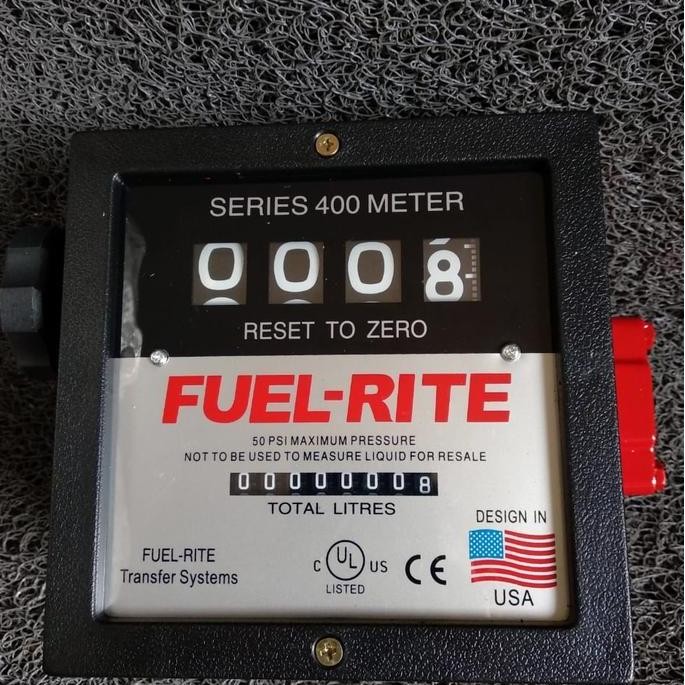 SERIES 400 METER
0008
RESET TO ZERO
FUEL-RITE
50 PSI MAXIMUM PRESSURE
NOT TO BE USED TO MEASURE LIQUID FOR RESALE
00000008
TOTAL LITRES
DESIGN IN
USA
FUEL-RITE
Transfer Systems
C UL US
LISTED
CE